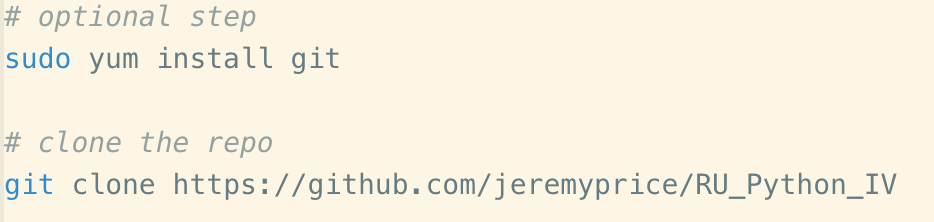 # optional step
sudo yum install git
# clone the repo
git clone https://github.com/jeremyprice/RU_Python_IV